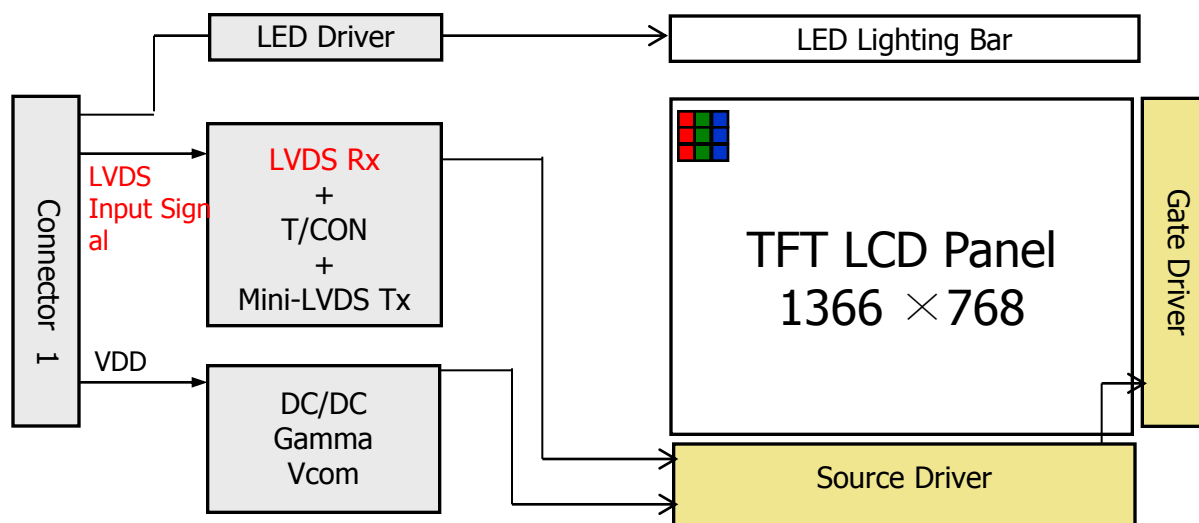 LED Driver
LED Lighting Bar
Connector 1
LVDS
Input Sign
al
LVDS Rx
+
T/CON
+
Mini-LVDS Tx
TFT LCD Panel
1366 ×768
Gate Driver
VDD
DC/DC
Gamma
Vcom
Source Driver